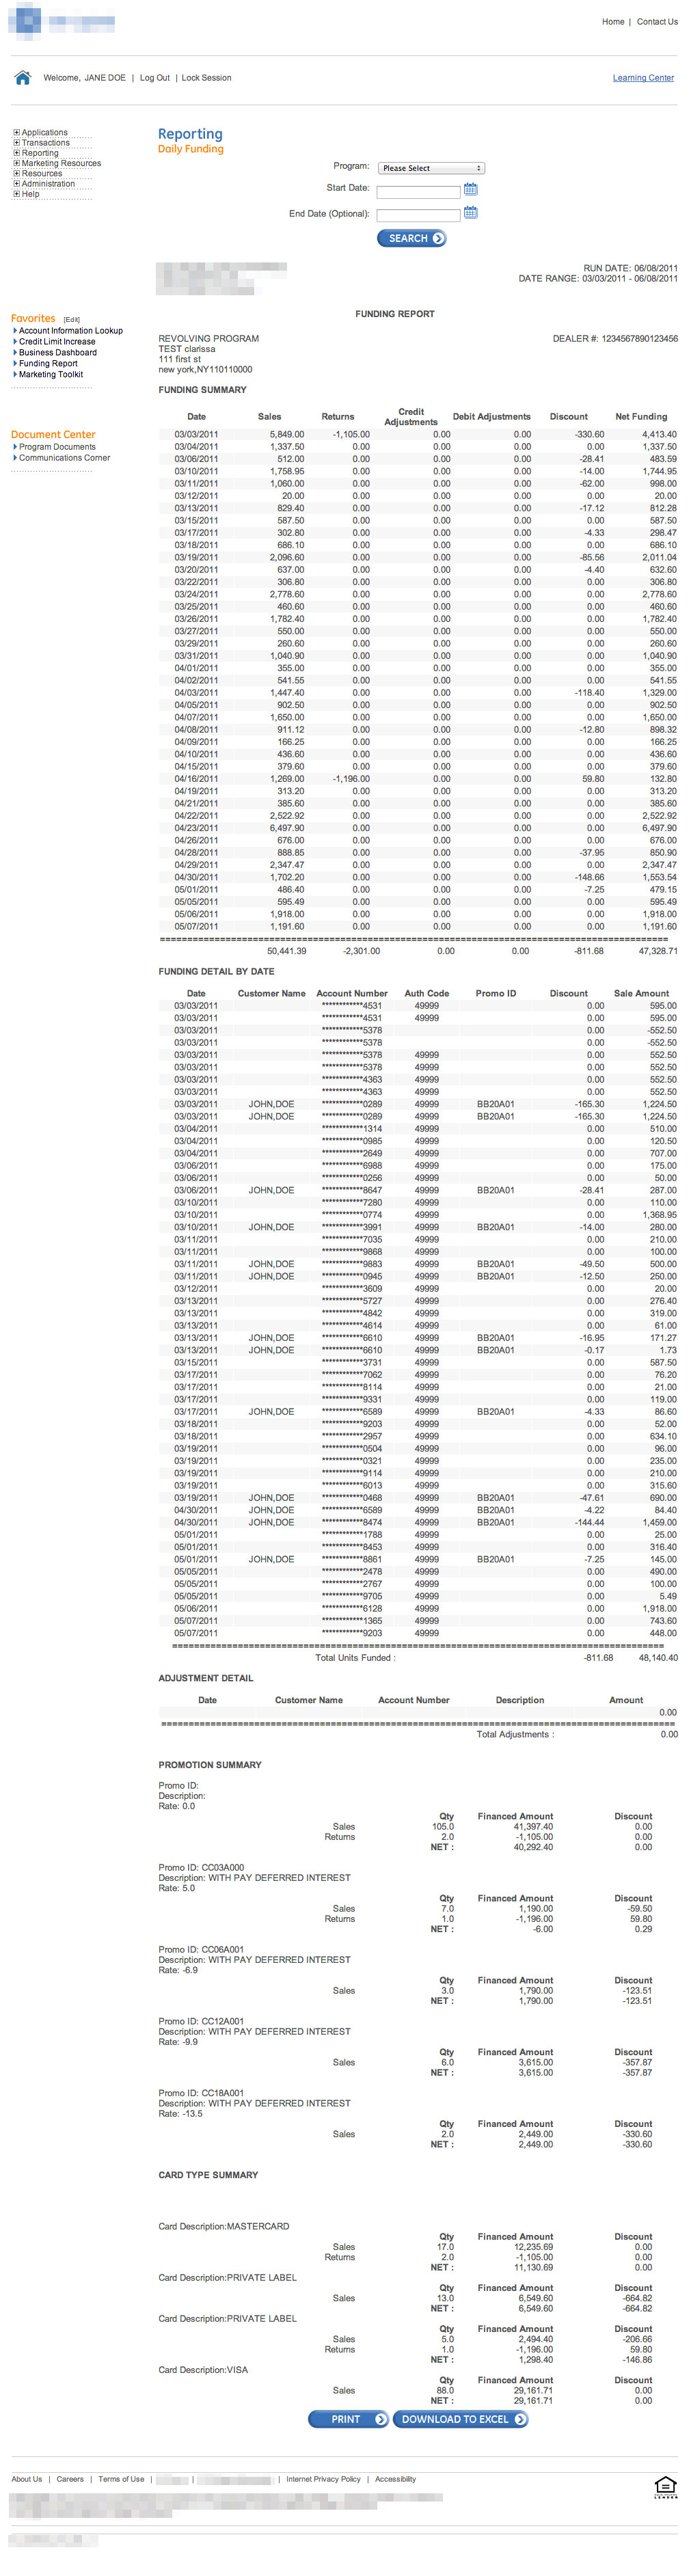 Home | Contact Us
Welcome, JANE DOE | Log Out | Lock Session
Learning Center
Applications
Transactions
Reporting
Marketing Resources
Resources
Administration
Help
Reporting
Daily Funding
Program: Please Select
Start Date:
End Date (Optional):
SEARCH
RUN DATE: 06/08/2011
DATE RANGE: 03/03/2011 - 06/08/2011
Favorites [Edit]
Account Information Lookup
Credit Limit Increase
Business Dashboard
Funding Report
Marketing Toolkit
Document Center
Program Documents
Communications Corner
FUNDING REPORT
REVOLVING PROGRAM DEALER #: 1234567890123456
TEST clarissa
111 first st
new york,NY110110000
FUNDING SUMMARY
Date Sales Returns Credit Adjustments Debit Adjustments Discount Net Funding
03/03/2011 5,849.00 -1,105.00 0.00 0.00 -330.60 4,413.40
03/04/2011 1,337.50 0.00 0.00 0.00 0.00 1,337.50
03/06/2011 512.00 0.00 0.00 0.00 -28.41 483.59
03/10/2011 1,758.95 0.00 0.00 0.00 -14.00 1,744.95
03/11/2011 1,060.00 0.00 0.00 0.00 -62.00 998.00
03/12/2011 20.00 0.00 0.00 0.00 0.00 20.00
03/13/2011 829.40 0.00 0.00 0.00 -17.12 812.28
03/15/2011 587.50 0.00 0.00 0.00 0.00 587.50
03/17/2011 302.80 0.00 0.00 0.00 -4.33 298.47
03/18/2011 686.10 0.00 0.00 0.00 0.00 686.10
03/19/2011 2,096.60 0.00 0.00 0.00 -85.56 2,011.04
03/20/2011 637.00 0.00 0.00 0.00 -4.40 632.60
03/22/2011 306.80 0.00 0.00 0.00 0.00 306.80
03/24/2011 2,778.60 0.00 0.00 0.00 0.00 2,778.60
03/25/2011 460.60 0.00 0.00 0.00 0.00 460.60
03/26/2011 1,782.40 0.00 0.00 0.00 0.00 1,782.40
03/27/2011 550.00 0.00 0.00 0.00 0.00 550.00
03/29/2011 260.60 0.00 0.00 0.00 0.00 260.60
03/31/2011 1,040.90 0.00 0.00 0.00 0.00 1,040.90
04/01/2011 355.00 0.00 0.00 0.00 0.00 355.00
04/02/2011 541.55 0.00 0.00 0.00 0.00 541.55
04/03/2011 1,447.40 0.00 0.00 0.00 -118.40 1,329.00
04/05/2011 902.50 0.00 0.00 0.00 0.00 902.50
04/07/2011 1,650.00 0.00 0.00 0.00 0.00 1,650.00
04/08/2011 911.12 0.00 0.00 0.00 -12.80 898.32
04/09/2011 166.25 0.00 0.00 0.00 0.00 166.25
04/10/2011 436.60 0.00 0.00 0.00 0.00 436.60
04/15/2011 379.60 0.00 0.00 0.00 0.00 379.60
04/16/2011 1,269.00 -1,196.00 0.00 0.00 59.80 132.80
04/19/2011 313.20 0.00 0.00 0.00 0.00 313.20
04/21/2011 385.60 0.00 0.00 0.00 0.00 385.60
04/22/2011 2,522.92 0.00 0.00 0.00 0.00 2,522.92
04/23/2011 6,497.90 0.00 0.00 0.00 0.00 6,497.90
04/26/2011 676.00 0.00 0.00 0.00 0.00 676.00
04/28/2011 888.85 0.00 0.00 0.00 -37.95 850.90
04/29/2011 2,347.47 0.00 0.00 0.00 0.00 2,347.47
04/30/2011 1,702.20 0.00 0.00 0.00 -148.66 1,553.54
05/01/2011 486.40 0.00 0.00 0.00 -7.25 479.15
05/05/2011 595.49 0.00 0.00 0.00 0.00 595.49
05/06/2011 1,918.00 0.00 0.00 0.00 0.00 1,918.00
05/07/2011 1,191.60 0.00 0.00 0.00 0.00 1,191.60
50,441.39 -2,301.00 0.00 0.00 -811.68 47,328.71
FUNDING DETAIL BY DATE
Date Customer Name Account Number Auth Code Promo ID Discount Sale Amount
03/03/2011 ************4531 49999 0.00 595.00
03/03/2011 ************4531 49999 0.00 595.00
03/03/2011 ************5378 0.00 -552.50
03/03/2011 ************5378 0.00 -552.50
03/03/2011 ************5378 49999 0.00 552.50
03/03/2011 ************5378 49999 0.00 552.50
03/03/2011 ************4363 49999 0.00 552.50
03/03/2011 ************4363 49999 0.00 552.50
03/03/2011 JOHN,DOE ************0289 49999 BB20A01 -165.30 1,224.50
03/03/2011 JOHN,DOE ************0289 49999 BB20A01 -165.30 1,224.50
03/04/2011 ************1314 49999 0.00 510.00
03/04/2011 ************0985 49999 0.00 120.50
03/04/2011 ************2649 49999 0.00 707.00
03/06/2011 ************6988 49999 0.00 175.00
03/06/2011 ************0256 49999 0.00 50.00
03/06/2011 JOHN,DOE ************8647 49999 BB20A01 -28.41 287.00
03/10/2011 ************7280 49999 0.00 110.00
03/10/2011 ************0774 49999 0.00 1,368.95
03/10/2011 JOHN,DOE ************3991 49999 BB20A01 -14.00 280.00
03/11/2011 ************7035 49999 0.00 210.00
03/11/2011 ************9868 49999 0.00 100.00
03/11/2011 JOHN,DOE ************9883 49999 BB20A01 -49.50 500.00
03/11/2011 JOHN,DOE ************0945 49999 BB20A01 -12.50 250.00
03/12/2011 ************3609 49999 0.00 20.00
03/13/2011 ************5727 49999 0.00 276.40
03/13/2011 ************4842 49999 0.00 319.00
03/13/2011 ************4614 49999 0.00 61.00
03/13/2011 JOHN,DOE ************6610 49999 BB20A01 -16.95 171.27
03/13/2011 JOHN,DOE ************6610 49999 BB20A01 -0.17 1.73
03/15/2011 ************3731 49999 0.00 587.50
03/17/2011 ************7062 49999 0.00 76.20
03/17/2011 ************8114 49999 0.00 21.00
03/17/2011 ************9331 49999 0.00 119.00
03/17/2011 JOHN,DOE ************6589 49999 BB20A01 -4.33 86.60
03/18/2011 ************9203 49999 0.00 52.00
03/18/2011 ************2957 49999 0.00 634.10
03/19/2011 ************0504 49999 0.00 96.00
03/19/2011 ************0321 49999 0.00 235.00
03/19/2011 ************9114 49999 0.00 210.00
03/19/2011 ************6013 49999 0.00 315.60
03/19/2011 JOHN,DOE ************0468 49999 BB20A01 -47.61 690.00
04/30/2011 JOHN,DOE ************6589 49999 BB20A01 -4.22 84.40
04/30/2011 JOHN,DOE ************8474 49999 BB20A01 -144.44 1,459.00
05/01/2011 ************1788 49999 0.00 25.00
05/01/2011 ************8453 49999 0.00 316.40
05/01/2011 JOHN,DOE ************8861 49999 BB20A01 -7.25 145.00
05/05/2011 ************2478 49999 0.00 490.00
05/05/2011 ************2767 49999 0.00 100.00
05/05/2011 ************9705 49999 0.00 5.49
05/06/2011 ************6128 49999 0.00 1,918.00
05/07/2011 ************1365 49999 0.00 743.60
05/07/2011 ************9203 49999 0.00 448.00
Total Units Funded : -811.68 48,140.40
ADJUSTMENT DETAIL
Date Customer Name Account Number Description Amount
0.00
Total Adjustments : 0.00
PROMOTION SUMMARY
Promo ID:
Description:
Rate: 0.0
Qty Financed Amount Discount
Sales 105.0 41,397.40 0.00
Returns 2.0 -1,105.00 0.00
NET : 40,292.40 0.00
Promo ID: CC03A000
Description: WITH PAY DEFERRED INTEREST
Rate: 5.0
Qty Financed Amount Discount
Sales 7.0 1,190.00 -59.50
Returns 1.0 -1,196.00 59.80
NET : -6.00 0.29
Promo ID: CC06A001
Description: WITH PAY DEFERRED INTEREST
Rate: -6.9
Qty Financed Amount Discount
Sales 3.0 1,790.00 -123.51
NET : 1,790.00 -123.51
Promo ID: CC12A001
Description: WITH PAY DEFERRED INTEREST
Rate: -9.9
Qty Financed Amount Discount
Sales 6.0 3,615.00 -357.87
NET : 3,615.00 -357.87
Promo ID: CC18A001
Description: WITH PAY DEFERRED INTEREST
Rate: -13.5
Qty Financed Amount Discount
Sales 2.0 2,449.00 -330.60
NET : 2,449.00 -330.60
CARD TYPE SUMMARY
Card Description:MASTERCARD
Qty Financed Amount Discount
Sales 17.0 12,235.69 0.00
Returns 2.0 -1,105.00 0.00
NET : 11,130.69 0.00
Card Description:PRIVATE LABEL
Qty Financed Amount Discount
Sales 13.0 6,549.60 -664.82
NET : 6,549.60 -664.82
Card Description:PRIVATE LABEL
Qty Financed Amount Discount
Sales 5.0 2,494.40 -206.66
Returns 1.0 -1,196.00 59.80
NET : 1,298.40 -146.86
Card Description:VISA
Qty Financed Amount Discount
Sales 88.0 29,161.71 0.00
NET : 29,161.71 0.00
PRINT DOWNLOAD TO EXCEL
About Us | Careers | Terms of Use | | | Internet Privacy Policy | Accessibility